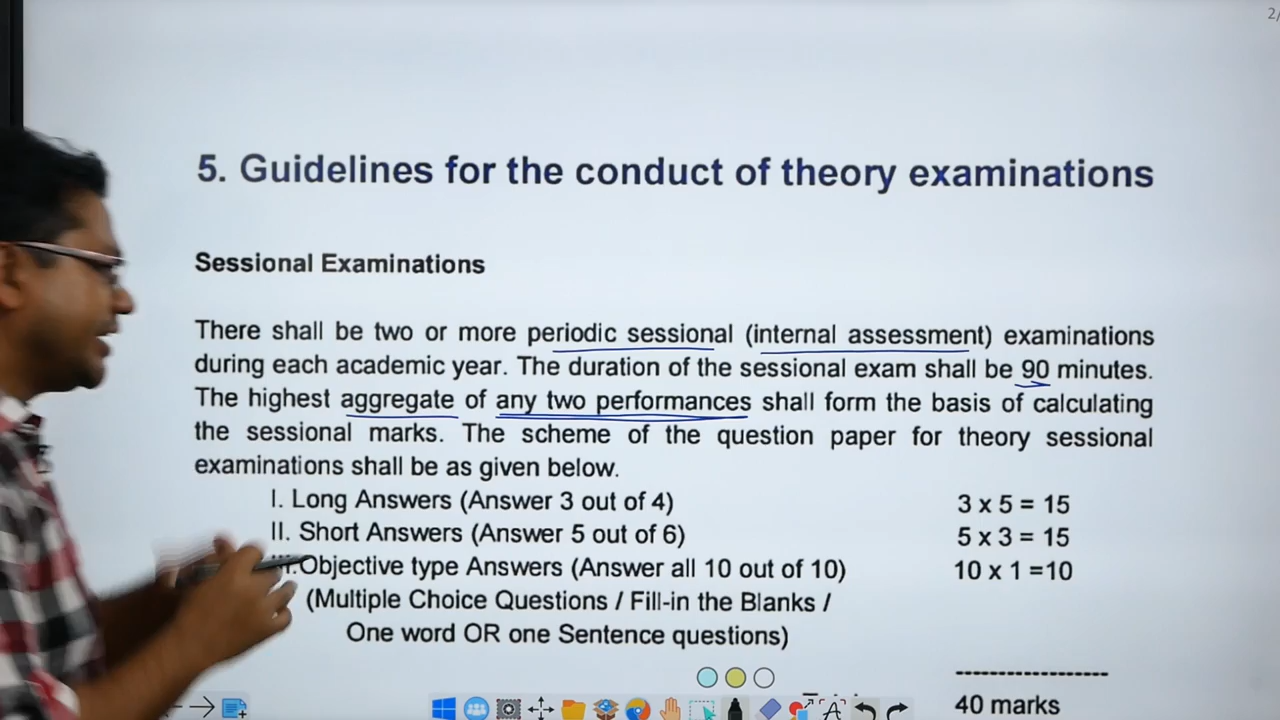 2/
5. Guidelines for the conduct of theory examinations
Sessional Examinations
There shall be two or more periodic sessional (internal assessment) examinations
during each academic year. The duration of the sessional exam shall be 90 minutes.
The highest aggregate of any two performances shall form the basis of calculating
the sessional marks. The scheme of the question paper for theory sessional
examinations shall be as given below.
I. Long Answers (Answer 3 out of 4) 3 x 5 = 15
II. Short Answers (Answer 5 out of 6) 5 x 3 = 15
Objective type Answers (Answer all 10 out of 10) 10 x 1 =10
(Multiple Choice Questions / Fill-in the Blanks /
One word OR one Sentence questions)
------------------
40 marks